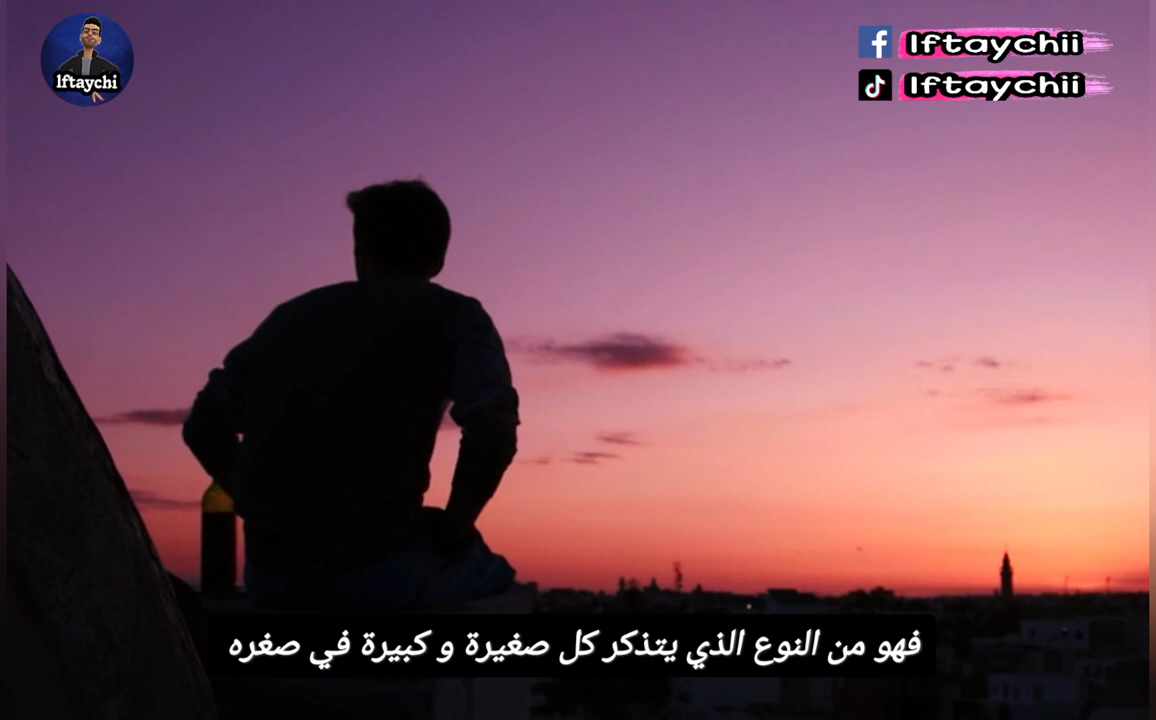 lftaychi
lftaychii
lftaychii
فهو من النوع الذي يتذكر كل صغيرة و كبيرة في صغره